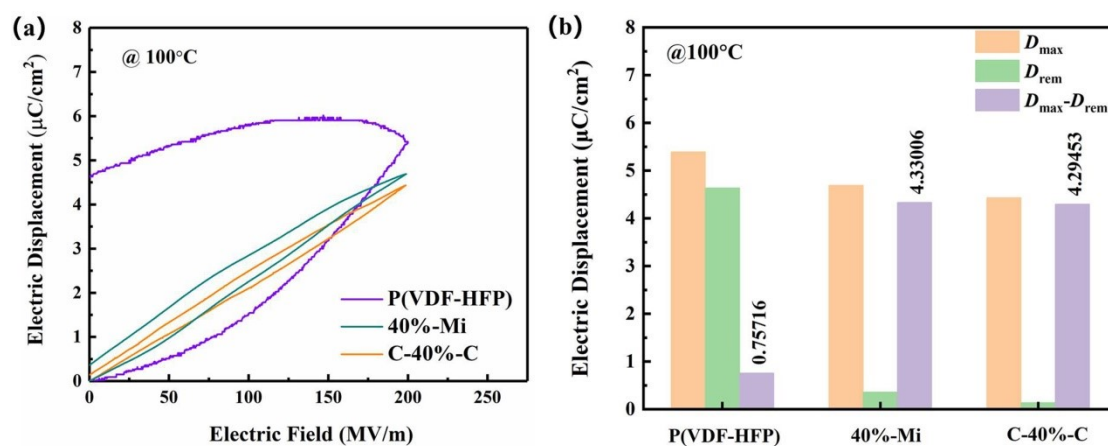 (a)
@ 100°C
Electric Displacement (μC/cm²)
8
7
6
5
4
3
2
1
0
P(VDF-HFP)
40%-Mi
C-40%-C
0 50 100 150 200 250
Electric Field (MV/m)
(b)
@100°C
Electric Displacement (μC/cm²)
8
7
6
5
4
3
2
1
0
Dmax
Drem
Dmax-Drem
0.75716
4.33006
4.29453
P(VDF-HFP) 40%-Mi C-40%-C